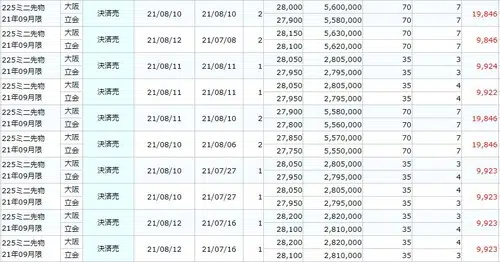 225ミニ先物 大阪 決済売 21/08/10 21/08/10 2 28,000 5,600,000 70 7 19,846
21年09月限 立会 27,900 5,580,000 70 7
225ミニ先物 大阪 決済売 21/08/12 21/07/08 2 28,150 5,630,000 70 7 19,846
21年09月限 立会 28,100 5,620,000 70 7
225ミニ先物 大阪 決済売 21/08/11 21/08/11 1 28,050 2,805,000 35 3 9,924
21年09月限 立会 27,950 2,795,000 35 3
225ミニ先物 大阪 決済売 21/08/11 21/08/11 1 28,050 2,805,000 35 4 9,922
21年09月限 立会 27,950 2,795,000 35 4
225ミニ先物 大阪 決済売 21/08/11 21/08/10 2 27,900 5,580,000 70 7 19,846
21年09月限 立会 27,800 5,560,000 70 7
225ミニ先物 大阪 決済売 21/08/10 21/08/06 2 27,850 5,570,000 70 7 19,846
21年09月限 立会 27,750 5,550,000 70 7
225ミニ先物 大阪 決済売 21/08/10 21/07/27 1 28,050 2,805,000 35 3 9,923
21年09月限 立会 27,950 2,795,000 35 4
225ミニ先物 大阪 決済売 21/08/10 21/07/27 1 28,050 2,805,000 35 4 9,923
21年09月限 立会 27,950 2,795,000 35 3
225ミニ先物 大阪 決済売 21/08/12 21/07/16 1 28,200 2,820,000 35 3 9,923
21年09月限 立会 28,100 2,810,000 35 4
225ミニ先物 大阪 決済売 21/08/12 21/07/16 1 28,200 2,820,000 35 4 9,923
21年09月限 立会 28,100 2,810,000 35 3